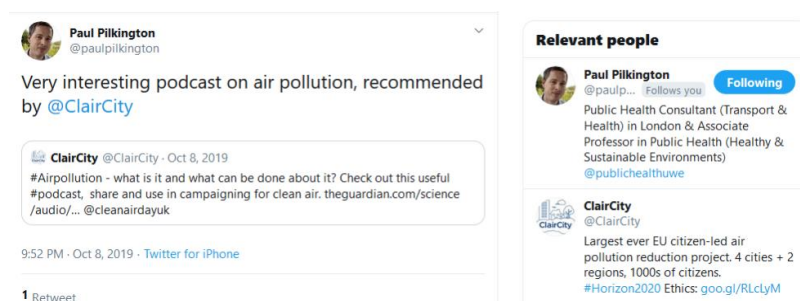 Paul Pilkington
@paulpilkington
Very interesting podcast on air pollution, recommended
by @ClairCity
ClairCity @ClairCity · Oct 8, 2019
#Airpollution - what is it and what can be done about it? Check out this useful
#podcast, share and use in campaigning for clean air. theguardian.com/science
/audio/... @cleanairdayuk
9:52 PM · Oct 8, 2019 · Twitter for iPhone
1 Retweet
Relevant people
Paul Pilkington
@paulp... Follows you
Following
Public Health Consultant (Transport &
Health) in London & Associate
Professor in Public Health (Healthy &
Sustainable Environments)
@publichealthuwe
ClairCity
ClairCity
@ClairCity
Largest ever EU citizen-led air
pollution reduction project. 4 cities + 2
regions, 1000s of citizens.
#Horizon2020 Ethics: goo.gl/RLcLyM